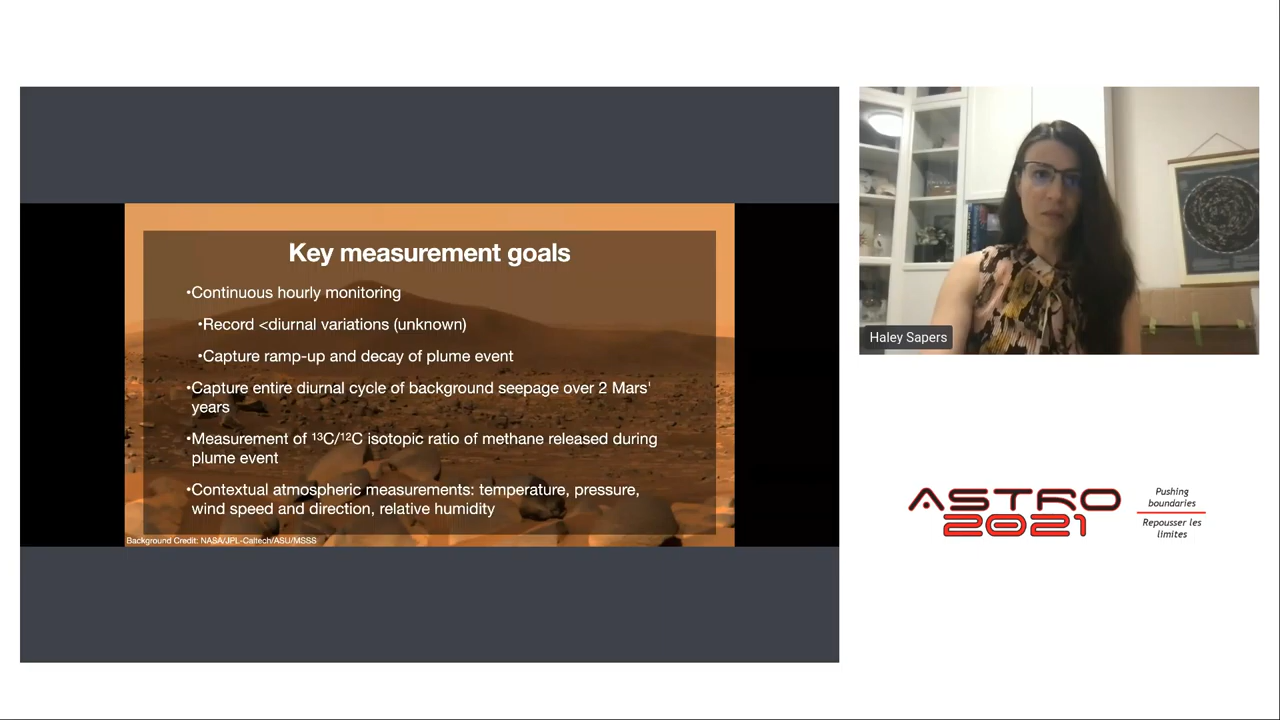 Key measurement goals
•Continuous hourly monitoring
•Record <diurnal variations (unknown)
•Capture ramp-up and decay of plume event
•Capture entire diurnal cycle of background seepage over 2 Mars'
years
•Measurement of ¹³C/¹²C isotopic ratio of methane released during
plume event
•Contextual atmospheric measurements: temperature, pressure,
wind speed and direction, relative humidity
Background Credit: NASA/JPL-Caltech/ASU/MSSS
Haley Sapers
ASTRO
2021
Pushing
boundaries
Repousser les
limites